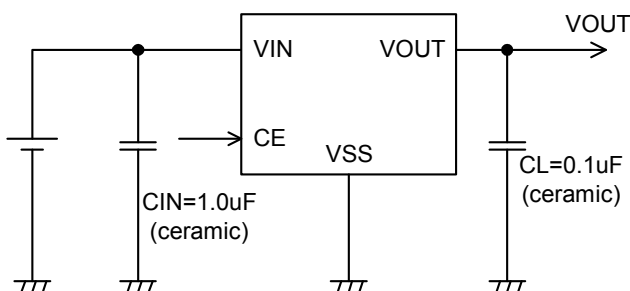 VOUT
VIN
VOUT
CE
VSS
CIN=1.0uF
(ceramic)
CL=0.1uF
(ceramic)